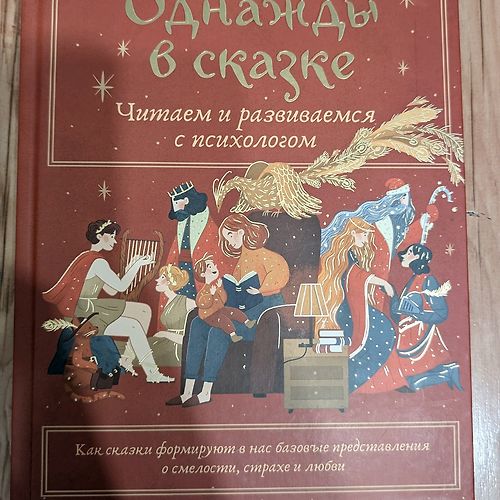 Однажды
в сказке
Читаем и развиваемся
с психологом
Как сказки формируют в нас базовые представления
о смелости, страхе и любви